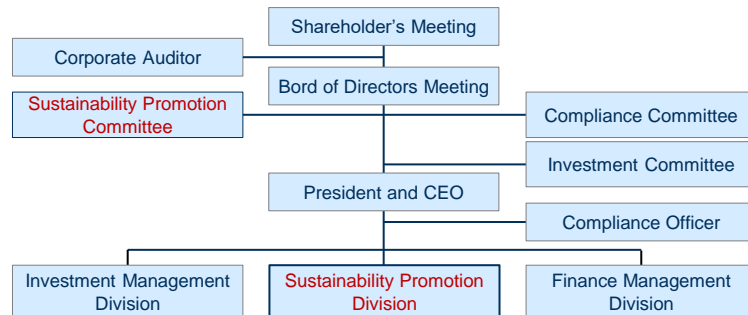 Shareholder's Meeting
Corporate Auditor
Bord of Directors Meeting
Sustainability Promotion
Committee
Compliance Committee
Investment Committee
President and CEO
Compliance Officer
Investment Management
Division
Sustainability Promotion
Division
Finance Management
Division